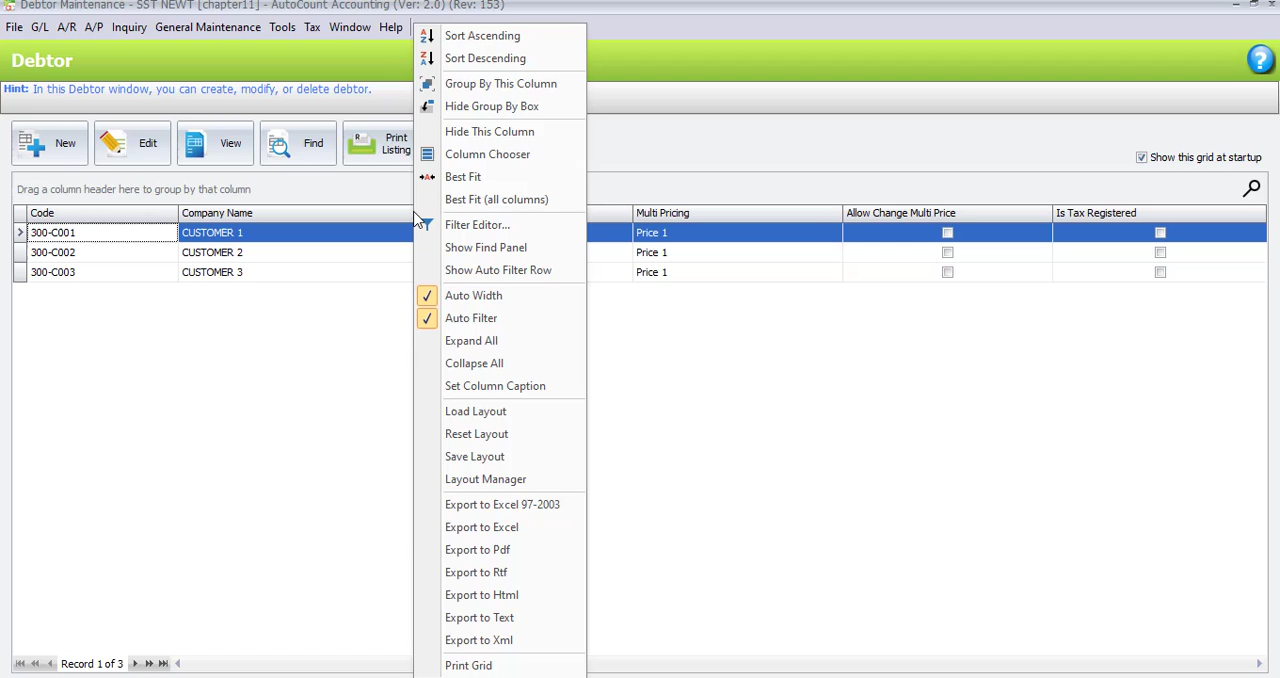 Debtor Maintenance - SST NEWT [chapter11] - AutoCount Accounting (Ver: 2.0) (Rev: 153)
File G/L A/R A/P Inquiry General Maintenance Tools Tax Window Help
Debtor
Hint: In this Debtor window, you can create, modify, or delete debtor.
New Edit View Find Print Listing
Show this grid at startup
Drag a column header here to group by that column
Code Company Name Multi Pricing Allow Change Multi Price Is Tax Registered
300-C001 CUSTOMER 1 Price 1
300-C002 CUSTOMER 2 Price 1
300-C003 CUSTOMER 3 Price 1
Sort Ascending
Sort Descending
Group By This Column
Hide Group By Box
Hide This Column
Column Chooser
Best Fit
Best Fit (all columns)
Filter Editor...
Show Find Panel
Show Auto Filter Row
Auto Width
Auto Filter
Expand All
Collapse All
Set Column Caption
Load Layout
Reset Layout
Save Layout
Layout Manager
Export to Excel 97-2003
Export to Excel
Export to Pdf
Export to Rtf
Export to Html
Export to Text
Export to Xml
Print Grid
Record 1 of 3